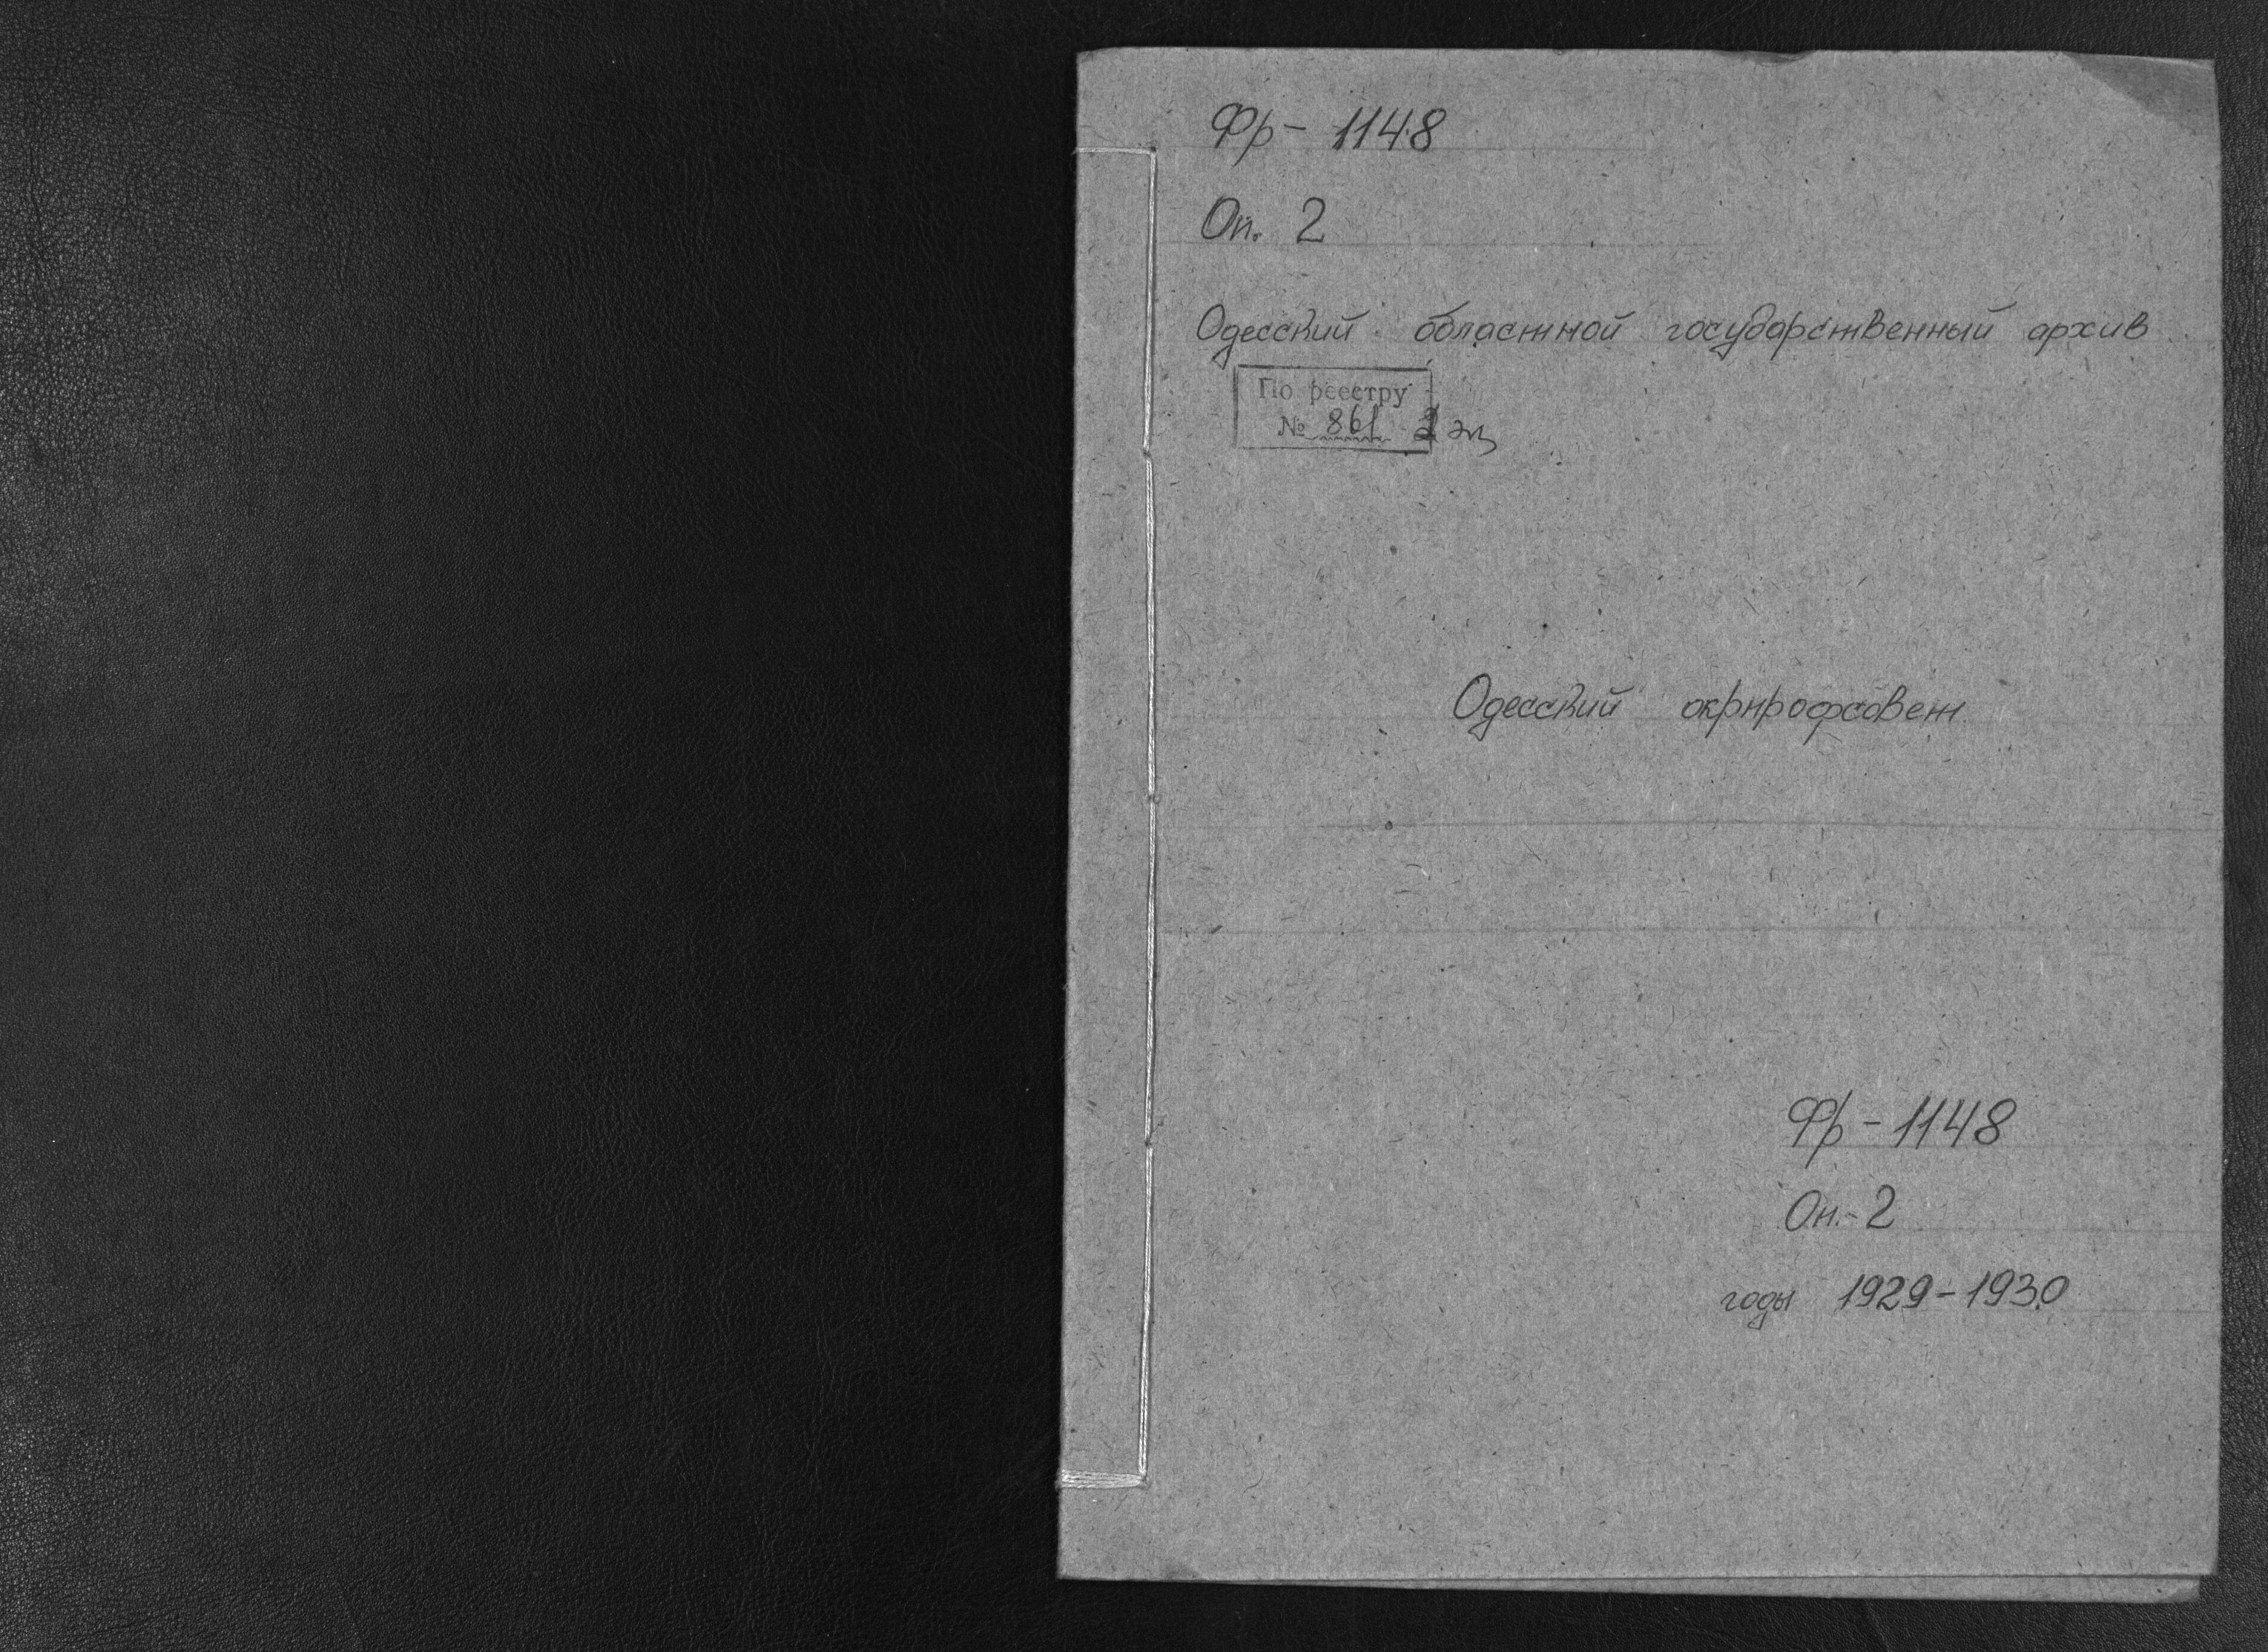 Фр - 1148
Оп. 2
Одесский областной государственный архив
По реестру
№ 861 2 экз
Одесский окрпрофсовет
Фр - 1148
Оп. - 2
годы 1929 - 1930